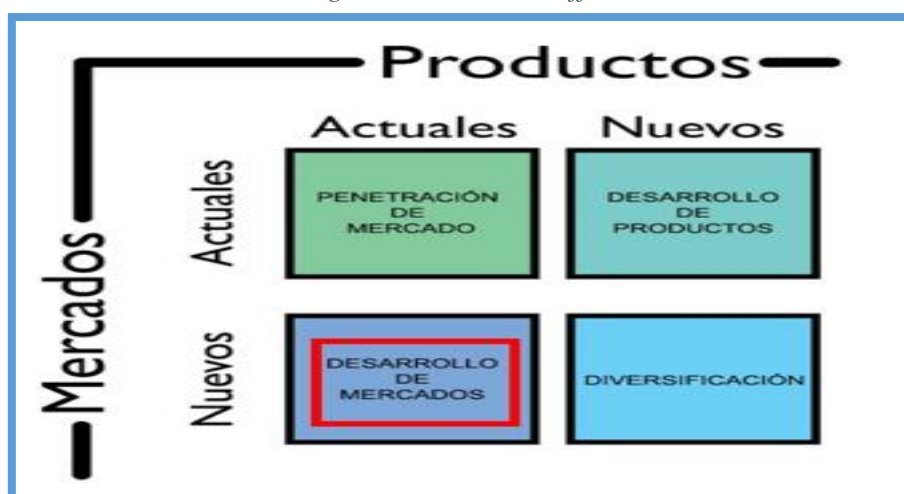 Productos
Actuales Nuevos
Mercados
Actuales
PENETRACIÓN
DE
MERCADO
DESARROLLO
DE
PRODUCTOS
Nuevos
DESARROLLO
DE
MERCADOS
DIVERSIFICACIÓN